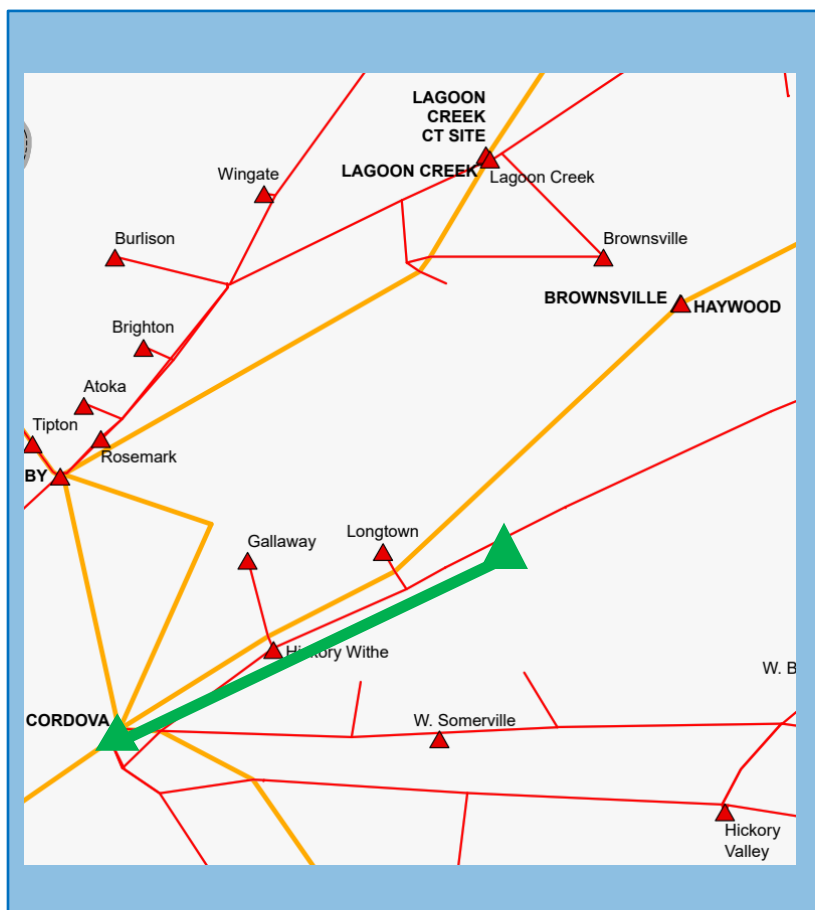 LAGOON
CREEK
CT SITE
LAGOON CREEK
Lagoon Creek
Wingate
Burlison
Brownsville
BROWNSVILLE
HAYWOOD
Brighton
Atoka
Tipton
Rosemark
BY
Gallaway
Longtown
Hickory Withe
W. B
CORDOVA
W. Somerville
Hickory
Valley